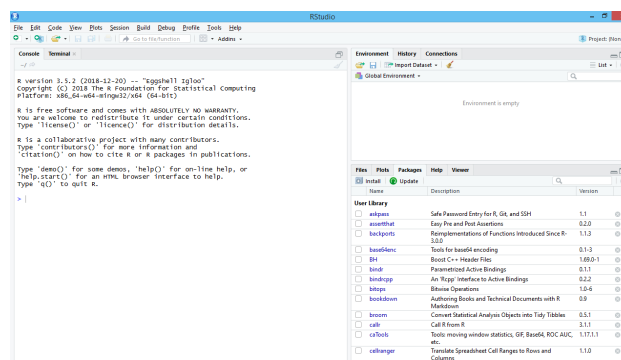 RStudio
File Edit Code View Plots Session Build Debug Profile Tools Help
Go to file/function
Addins
Project: (Non
Console Terminal
~/
R version 3.5.2 (2018-12-20) -- "Eggshell Igloo"
Copyright (C) 2018 The R Foundation for Statistical Computing
Platform: x86_64-w64-mingw32/x64 (64-bit)
R is free software and comes with ABSOLUTELY NO WARRANTY.
You are welcome to redistribute it under certain conditions.
Type 'license()' or 'licence()' for distribution details.
R is a collaborative project with many contributors.
Type 'contributors()' for more information and
'citation()' on how to cite R or R packages in publications.
Type 'demo()' for some demos, 'help()' for on-line help, or
'help.start()' for an HTML browser interface to help.
Type 'q()' to quit R.
>
Environment History Connections
Import Dataset
List
Global Environment
Environment is empty
Files Plots Packages Help Viewer
Install Update
Name Description Version
User Library
askpass Safe Password Entry for R, Git, and SSH 1.1
assertthat Easy Pre and Post Assertions 0.2.0
backports Reimplementations of Functions Introduced Since R- 1.1.3
3.0.0
base64enc Tools for base64 encoding 0.1-3
BH Boost C++ Header Files 1.69.0-1
bindr Parametrized Active Bindings 0.1.1
bindrcpp An 'Rcpp' Interface to Active Bindings 0.2.2
bitops Bitwise Operations 1.0-6
bookdown Authoring Books and Technical Documents with R 0.9
Markdown
broom Convert Statistical Analysis Objects into Tidy Tibbles 0.5.1
callr Call R from R 3.1.1
caTools Tools: moving window statistics, GIF, Base64, ROC AUC, 1.17.1.1
etc.
cellranger Translate Spreadsheet Cell Ranges to Rows and 1.1.0
Columns